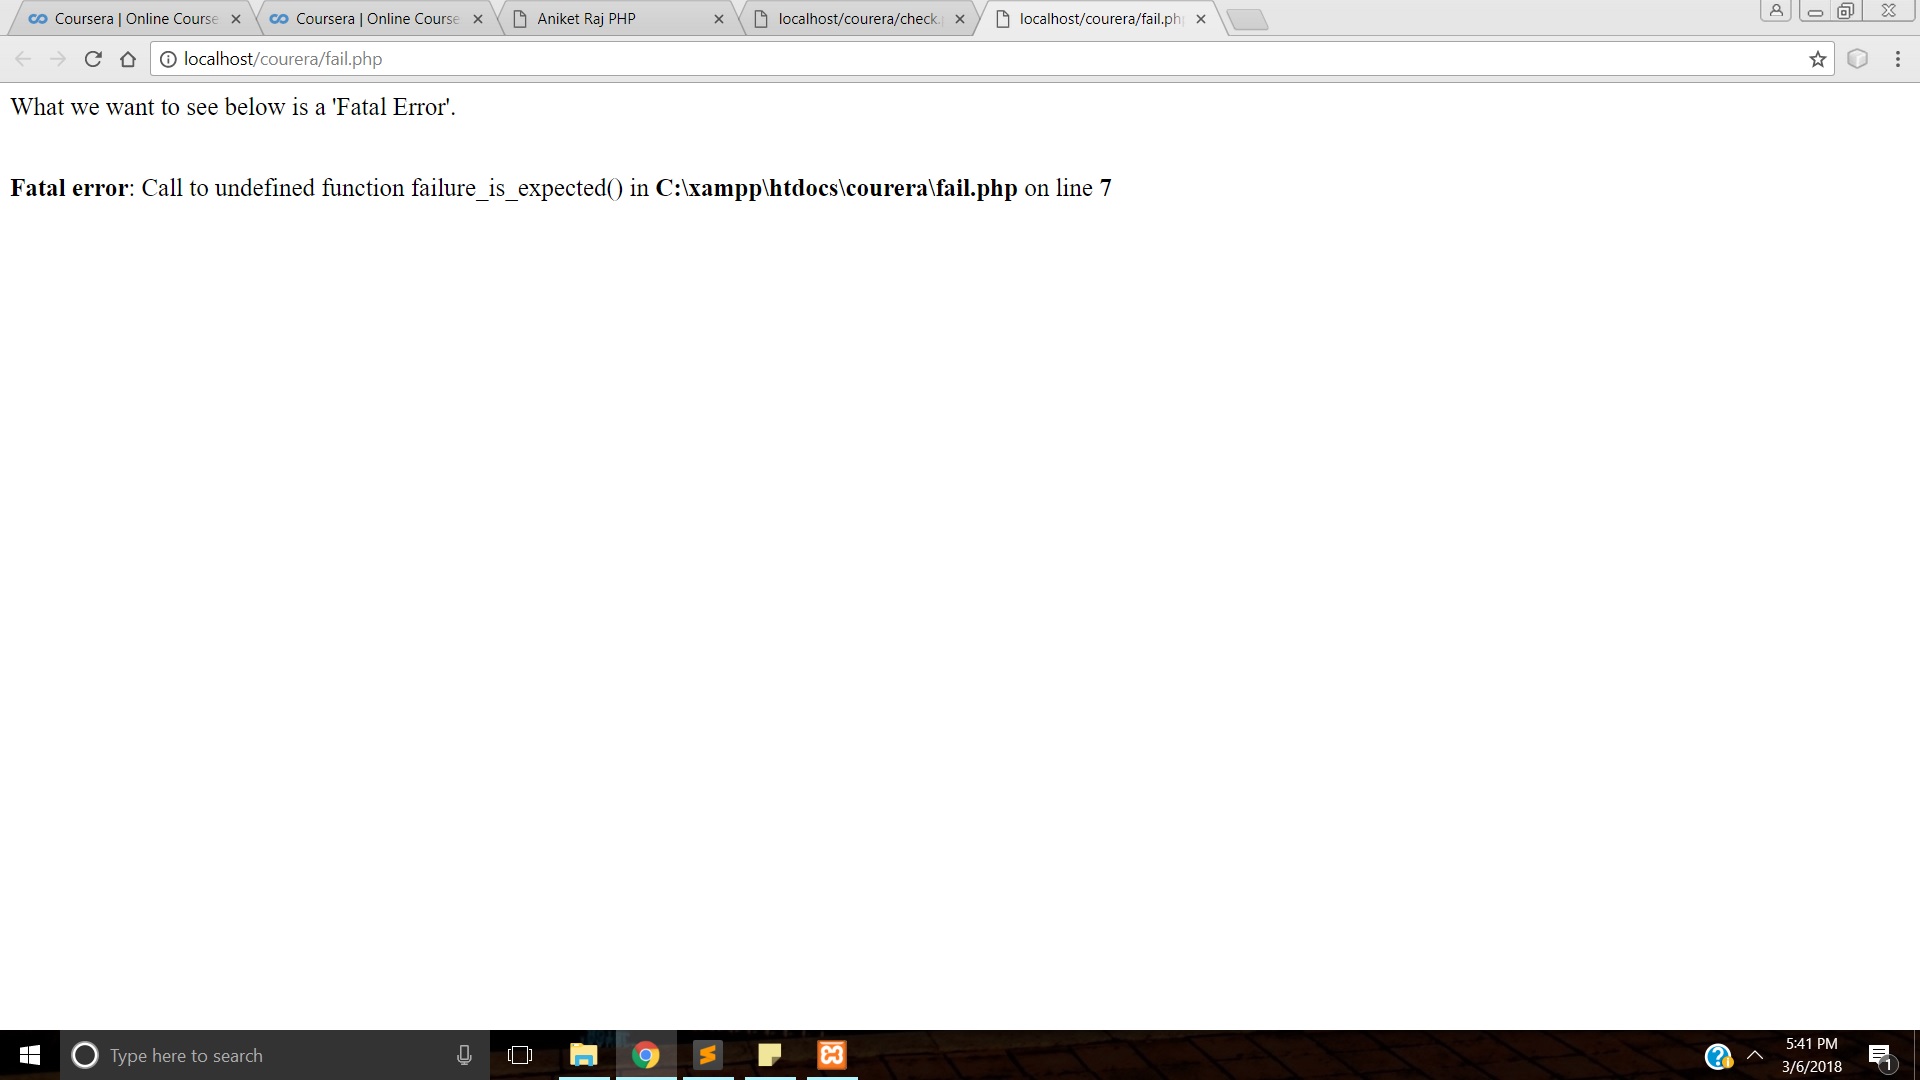 Coursera | Online Course
Coursera | Online Course
Aniket Raj PHP
localhost/courera/check.
localhost/courera/fail.ph
localhost/courera/fail.php
What we want to see below is a 'Fatal Error'.
Fatal error: Call to undefined function failure_is_expected() in C:\xampp\htdocs\courera\fail.php on line 7
Type here to search
5:41 PM
3/6/2018
1